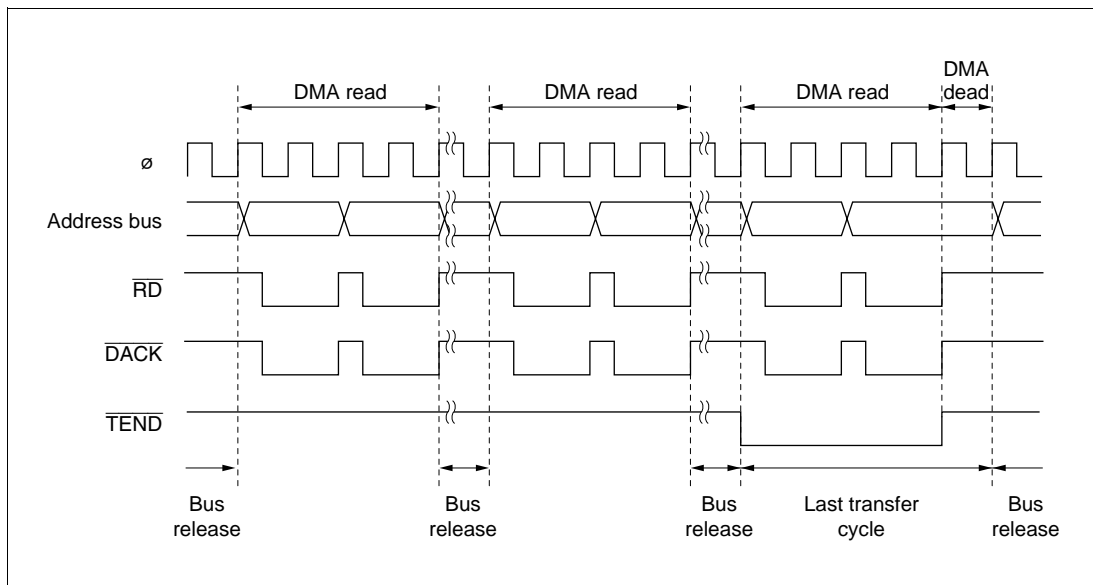 DMA
dead
DMA read
DMA read
DMA read
ø
Address bus
RD
DACK
TEND
Bus
release
Bus
release
Bus
release
Last transfer
cycle
Bus
release